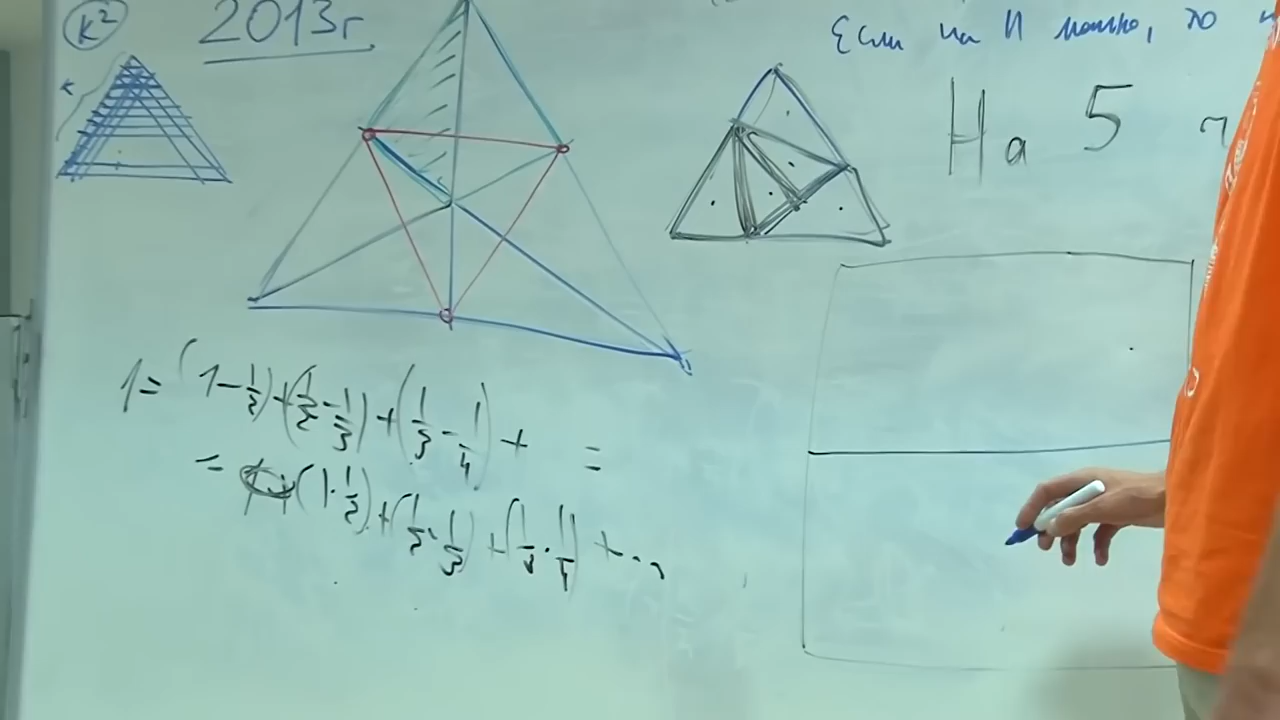 k²
2013г
Если на n можно, то
k
На 5
1 = (1 - 1/2) + (1/2 - 1/3) + (1/3 - 1/4) + =
= (1 · 1/2) + (1/2 · 1/3) + (1/3 · 1/4) + ...